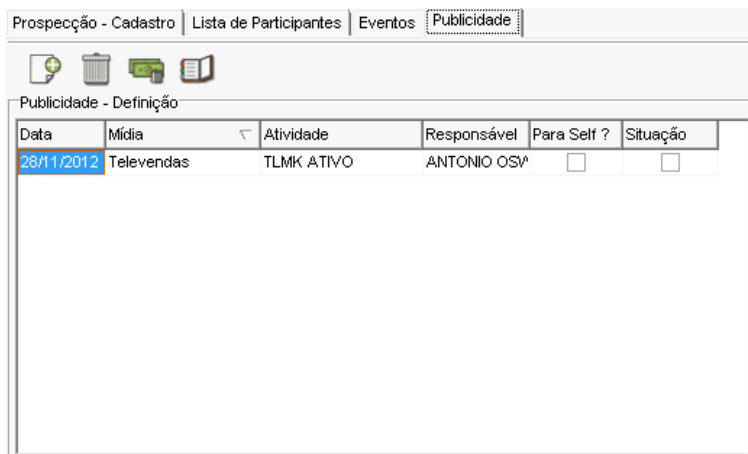 Prospecção - Cadastro Lista de Participantes Eventos Publicidade
Publicidade - Definição
Data Mídia Atividade Responsável Para Self ? Situação
28/11/2012 Televendas TLMK ATIVO ANTONIO